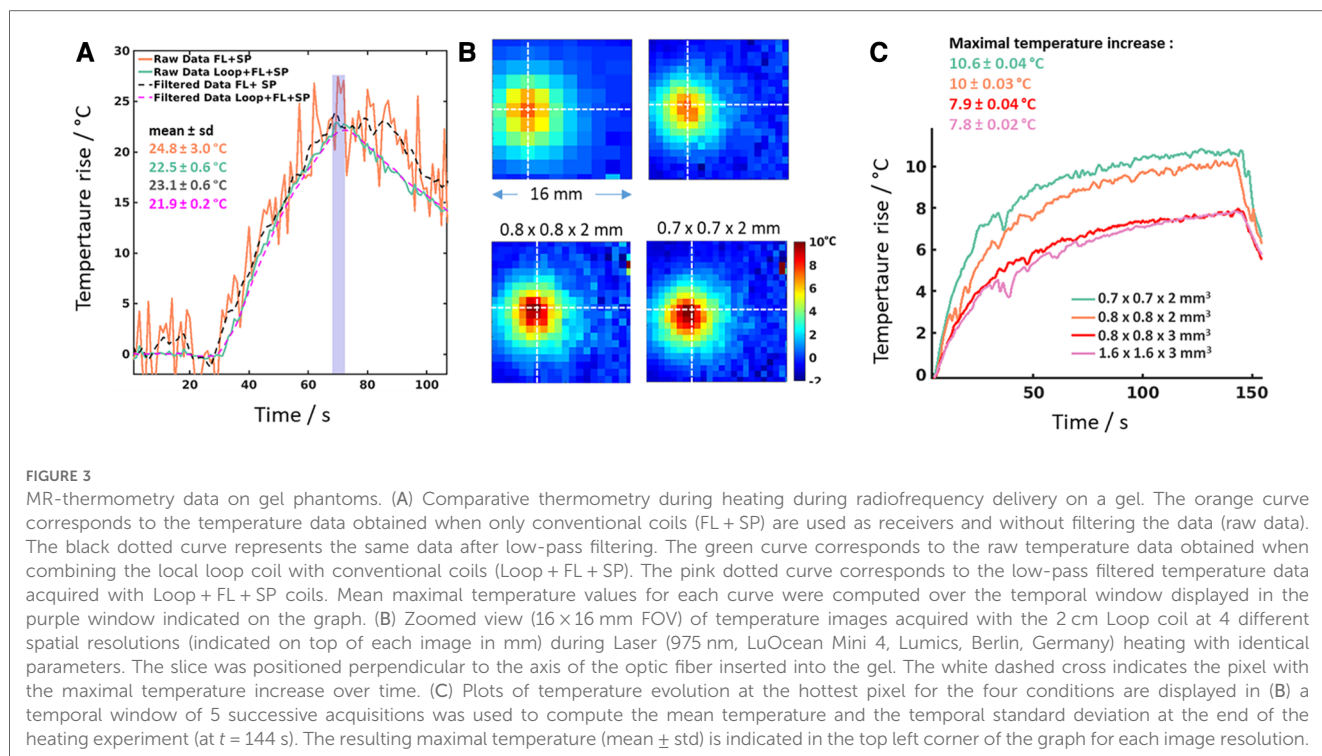 A
Raw Data FL+SP
Raw Data Loop+FL+SP
Filtered Data FL+ SP
Filtered Data Loop+FL+SP
mean ± sd
24.8 ± 3.0 °C
22.5 ± 0.6 °C
23.1 ± 0.6 °C
21.9 ± 0.2 °C
Tempertaure rise / °C
30
25
20
15
10
5
0
20
40
60
80
100
Time / s
B
16 mm
0.8 x 0.8 x 2 mm
0.7 x 0.7 x 2 mm
10°C
8
6
4
2
0
-2
C
Maximal temperature increase :
10.6 ± 0.04 °C
10 ± 0.03 °C
7.9 ± 0.04 °C
7.8 ± 0.02 °C
Tempertaure rise / °C
10
8
6
4
2
0
0.7 x 0.7 x 2 mm³
0.8 x 0.8 x 2 mm³
0.8 x 0.8 x 3 mm³
1.6 x 1.6 x 3 mm³
50
100
150
Time / s
FIGURE 3
MR-thermometry data on gel phantoms. (A) Comparative thermometry during heating during radiofrequency delivery on a gel. The orange curve
corresponds to the temperature data obtained when only conventional coils (FL + SP) are used as receivers and without filtering the data (raw data).
The black dotted curve represents the same data after low-pass filtering. The green curve corresponds to the raw temperature data obtained when
combining the local loop coil with conventional coils (Loop + FL + SP). The pink dotted curve corresponds to the low-pass filtered temperature data
acquired with Loop + FL + SP coils. Mean maximal temperature values for each curve were computed over the temporal window displayed in the
purple window indicated on the graph. (B) Zoomed view (16 × 16 mm FOV) of temperature images acquired with the 2 cm Loop coil at 4 different
spatial resolutions (indicated on top of each image in mm) during Laser (975 nm, LuOcean Mini 4, Lumics, Berlin, Germany) heating with identical
parameters. The slice was positioned perpendicular to the axis of the optic fiber inserted into the gel. The white dashed cross indicates the pixel with
the maximal temperature increase over time. (C) Plots of temperature evolution at the hottest pixel for the four conditions are displayed in (B) a
temporal window of 5 successive acquisitions was used to compute the mean temperature and the temporal standard deviation at the end of the
heating experiment (at t = 144 s). The resulting maximal temperature (mean ± std) is indicated in the top left corner of the graph for each image resolution.